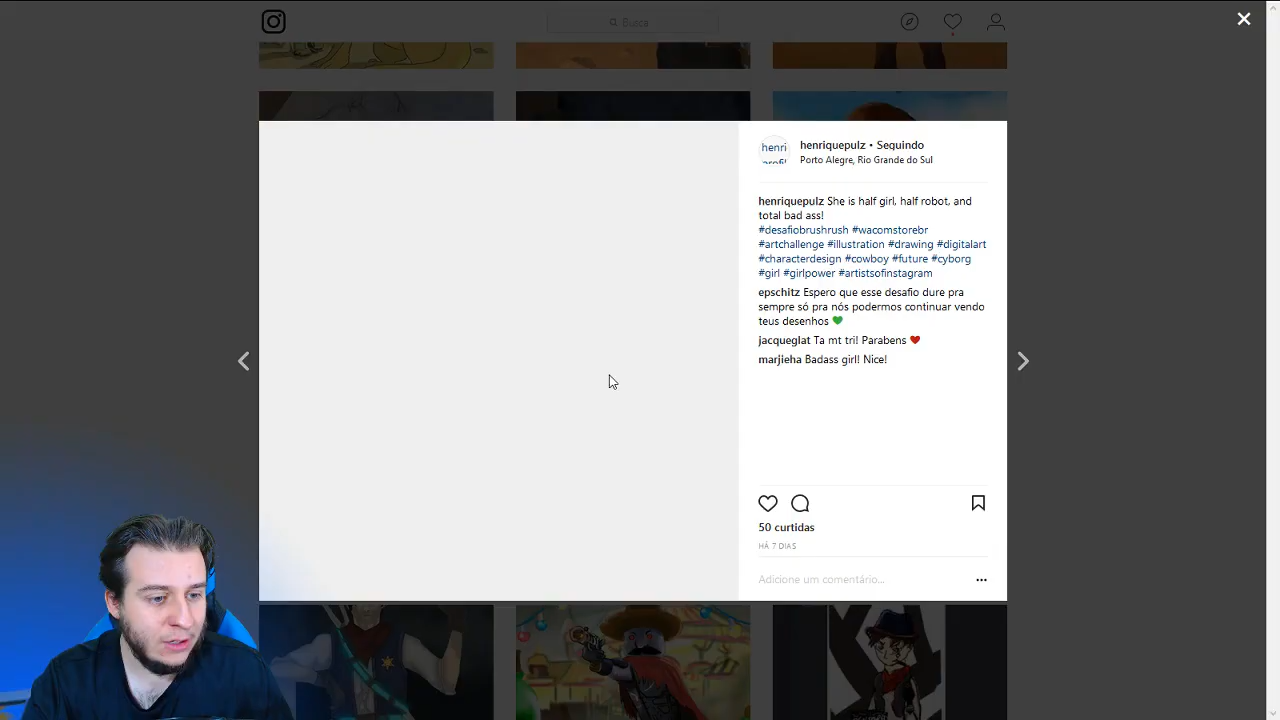 Busca
henri
henriquepulz • Seguindo
Porto Alegre, Rio Grande do Sul
henriquepulz She is half girl, half robot, and
total bad ass!
#desafiobrushrush #wacomstorebr
#artchallenge #illustration #drawing #digitalart
#characterdesign #cowboy #future #cyborg
#girl #girlpower #artistsofinstagram
epschitz Espero que esse desafio dure pra
sempre só pra nós podermos continuar vendo
teus desenhos 💚
jacqueglat Ta mt tri! Parabens ❤
marjieha Badass girl! Nice!
50 curtidas
HÁ 7 DIAS
Adicione um comentário...